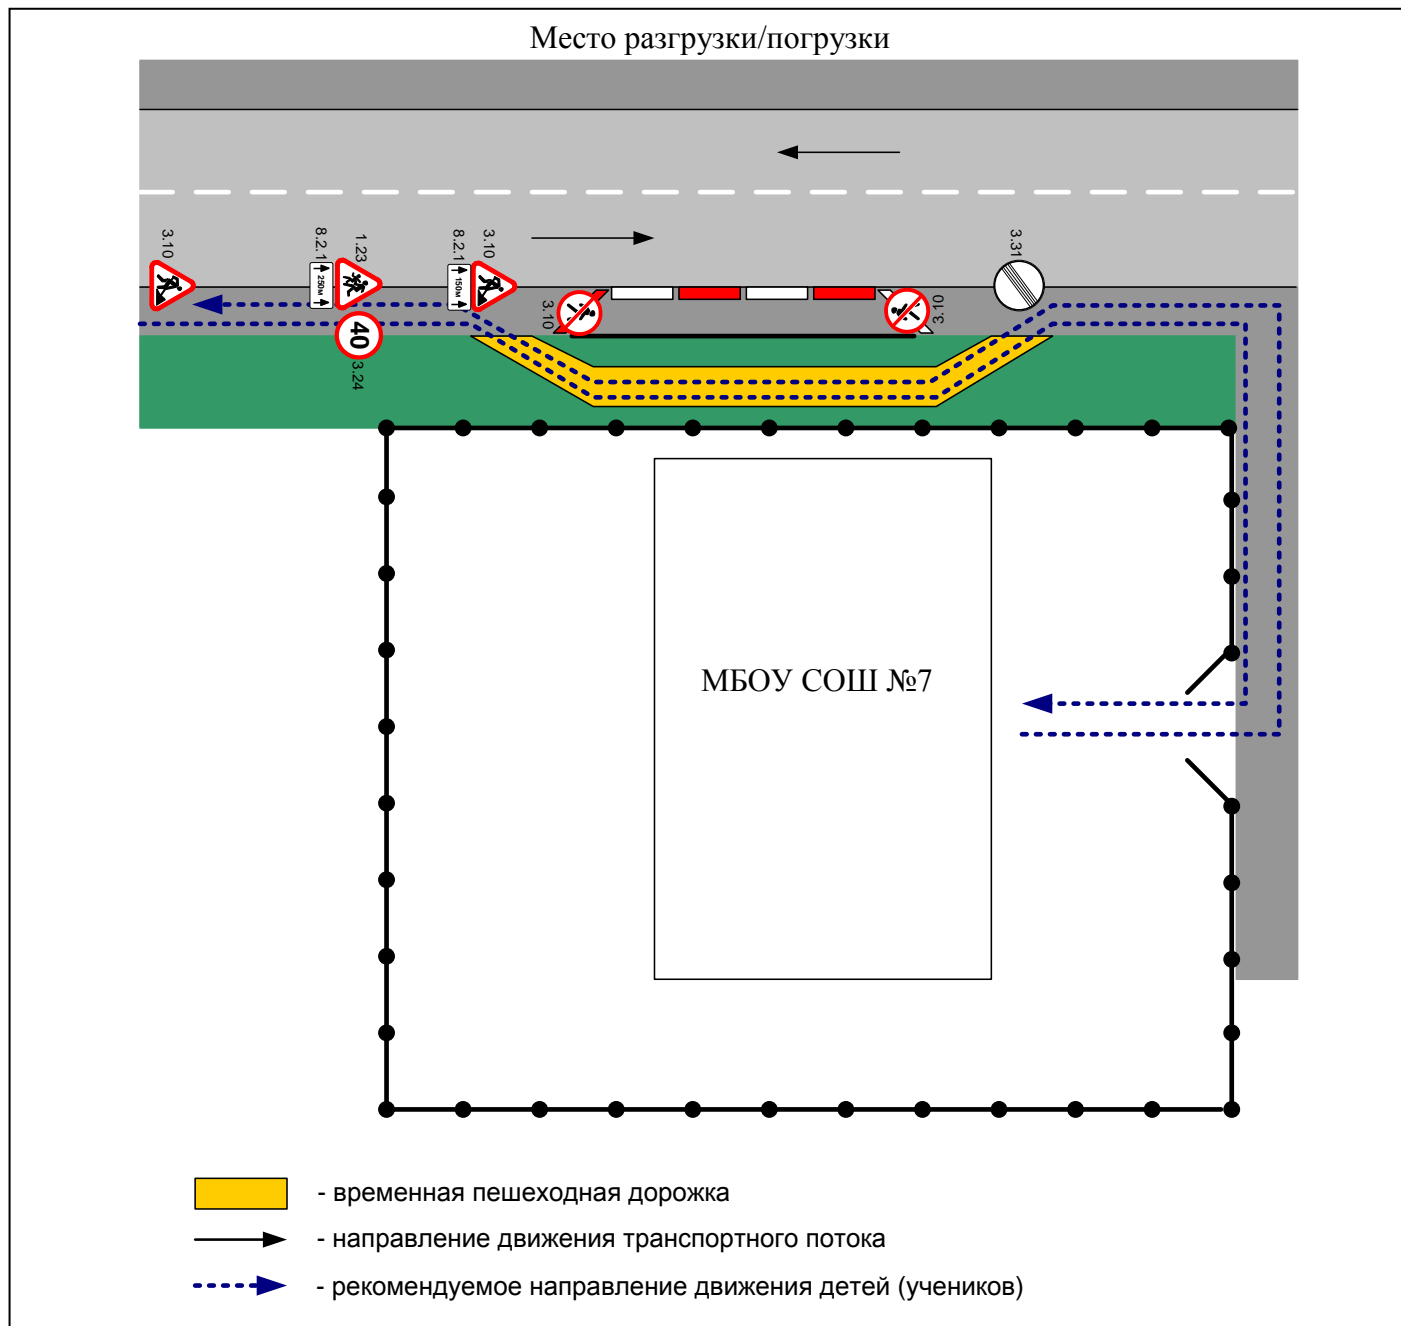 Место разгрузки/погрузки
3.10
8.2.1
250м
1.23
40
3.24
8.2.1
150м
3.10
3.10
3.10
3.31
МБОУ СОШ №7
- временная пешеходная дорожка
- направление движения транспортного потока
- рекомендуемое направление движения детей (учеников)